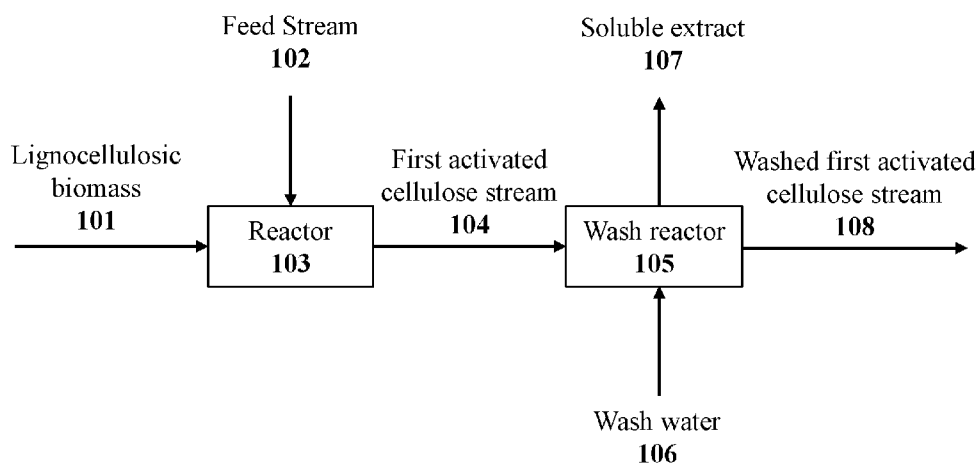 Feed Stream
102
Soluble extract
107
Lignocellulosic
biomass
101
First activated
cellulose stream
104
Washed first activated
cellulose stream
108
Reactor
103
Wash reactor
105
Wash water
106